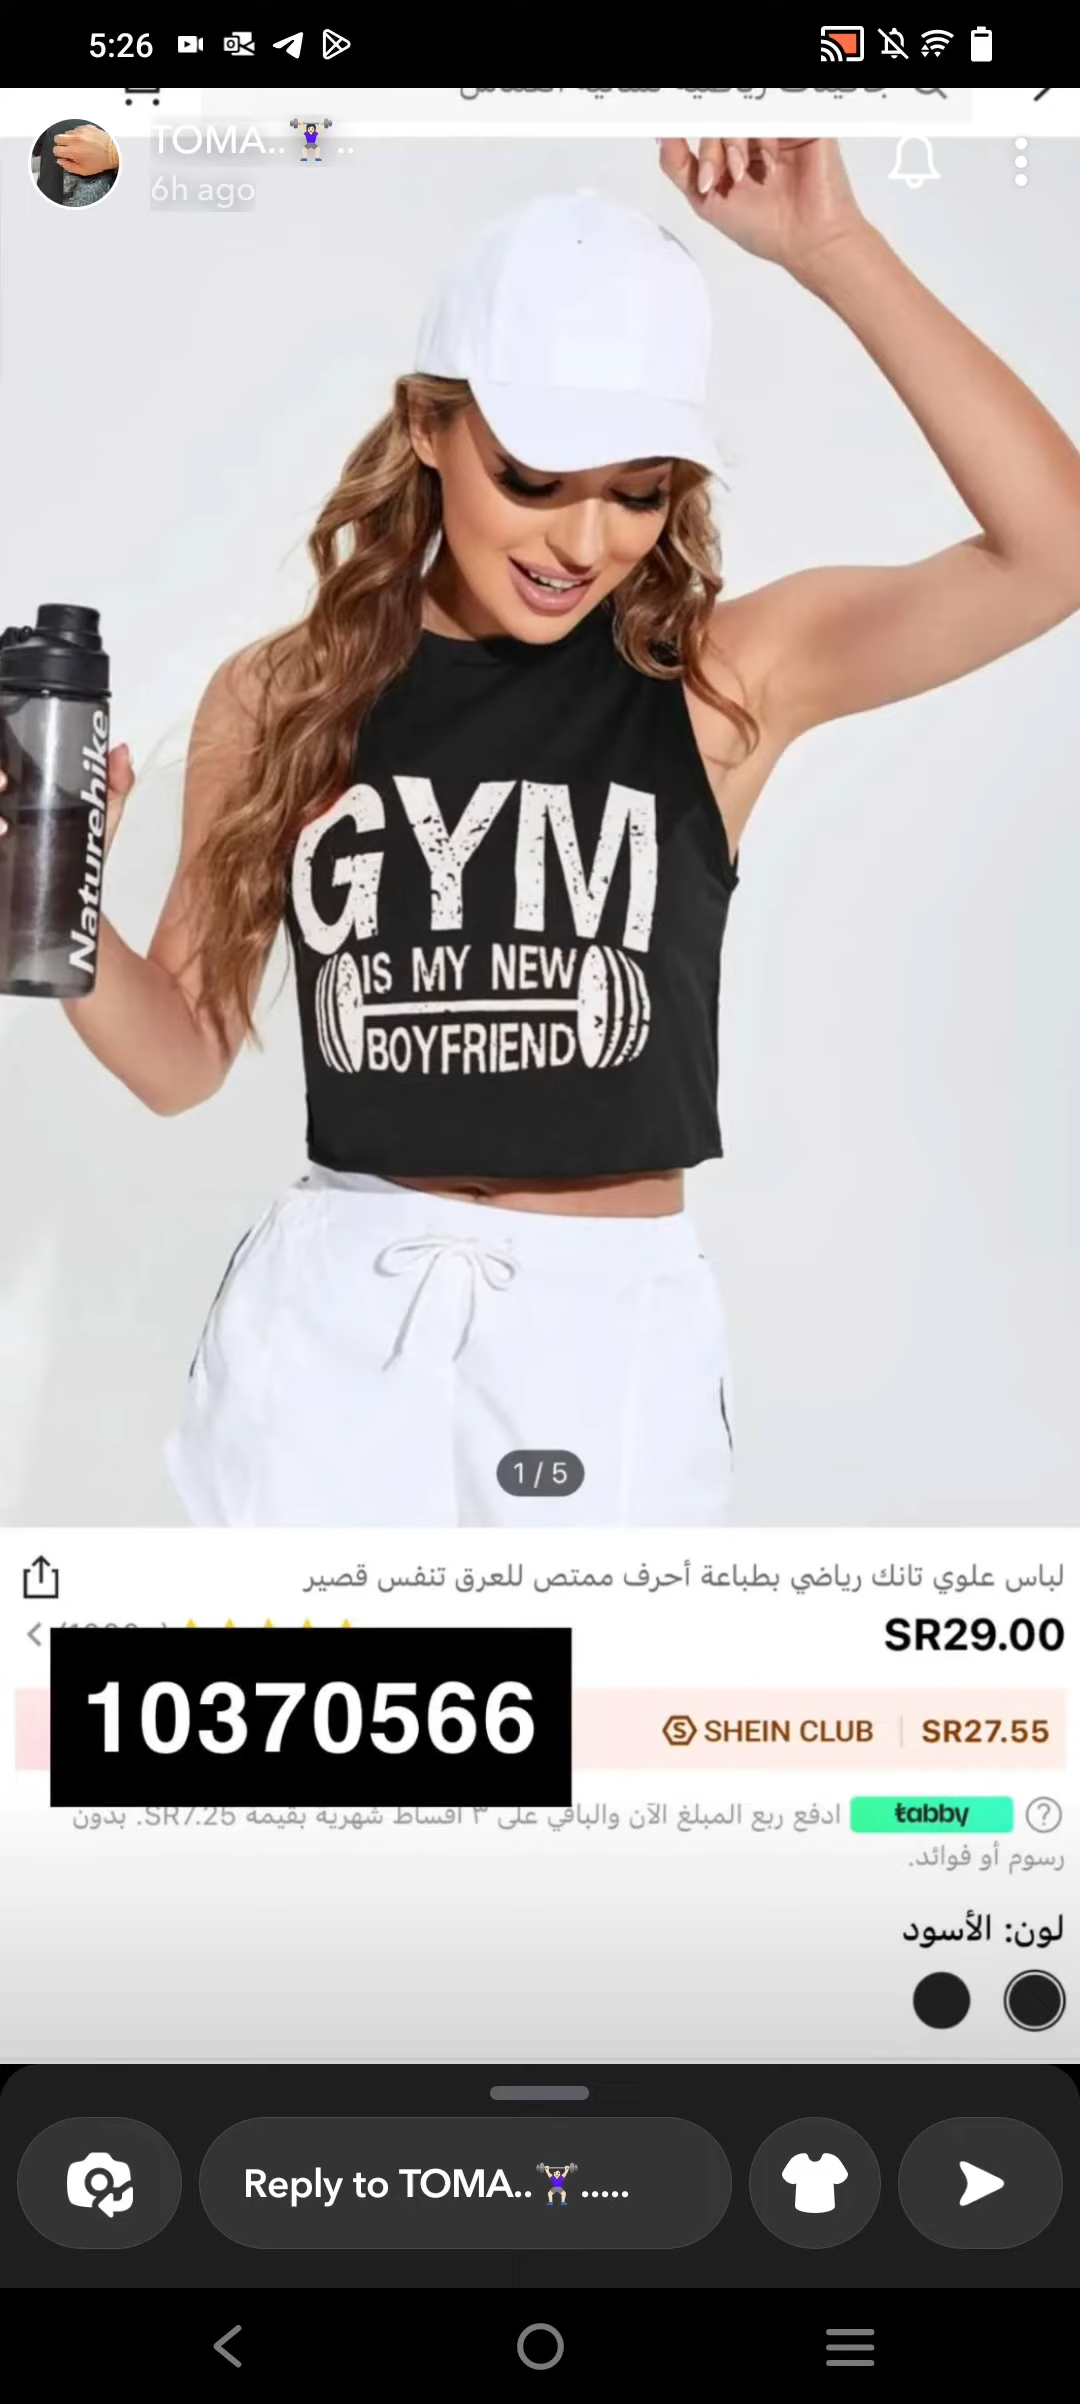 5:26
TOMA..🏋🏻‍♀️..
6h ago
Naturehike
GYM
IS MY NEW
BOYFRIEND
1 / 5
لباس علوي تانك رياضي بطباعة أحرف ممتص للعرق تنفس قصير
SR29.00
10370566
SHEIN CLUB | SR27.55
tabby ادفع ربع المبلغ الآن والباقي على ٣ أقساط شهرية بقيمة SR7.25. بدون
رسوم أو فوائد.
لون: الأسود
Reply to TOMA..🏋🏻‍♀️.....